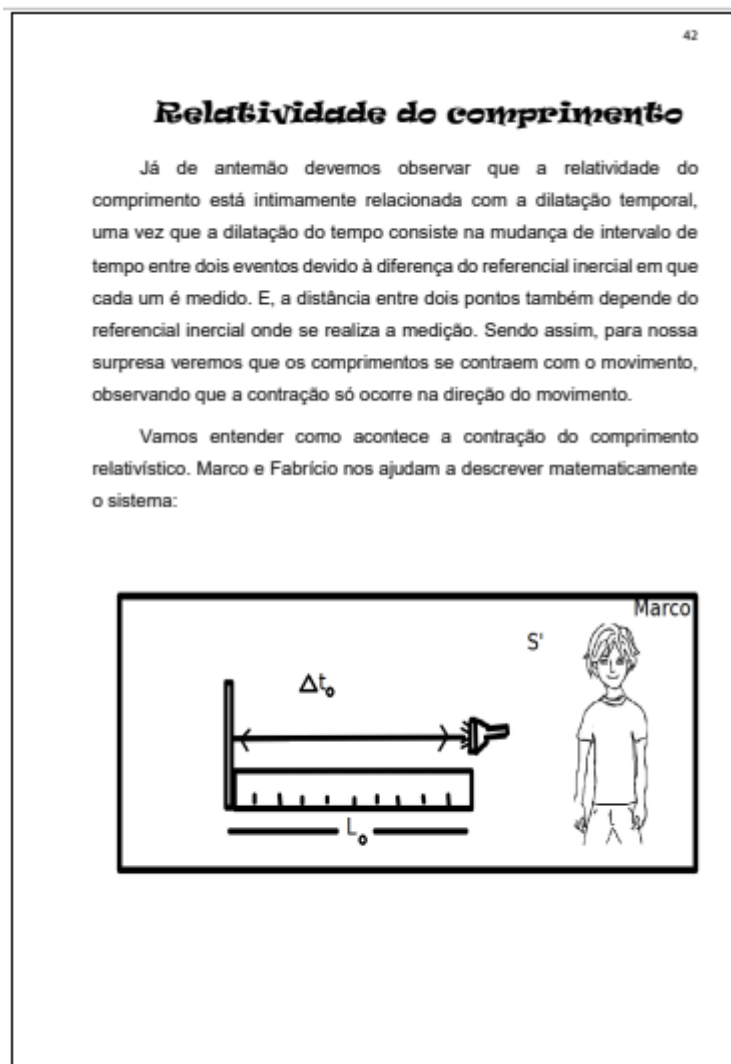 42
Relatividade do comprimento
Já de antemão devemos observar que a relatividade do
comprimento está intimamente relacionada com a dilatação temporal,
uma vez que a dilatação do tempo consiste na mudança de intervalo de
tempo entre dois eventos devido à diferença do referencial inercial em que
cada um é medido. E, a distância entre dois pontos também depende do
referencial inercial onde se realiza a medição. Sendo assim, para nossa
surpresa veremos que os comprimentos se contraem com o movimento,
observando que a contração só ocorre na direção do movimento.
Vamos entender como acontece a contração do comprimento
relativístico. Marco e Fabrício nos ajudam a descrever matematicamente
o sistema:
Marco
S'
Δt₀
L₀